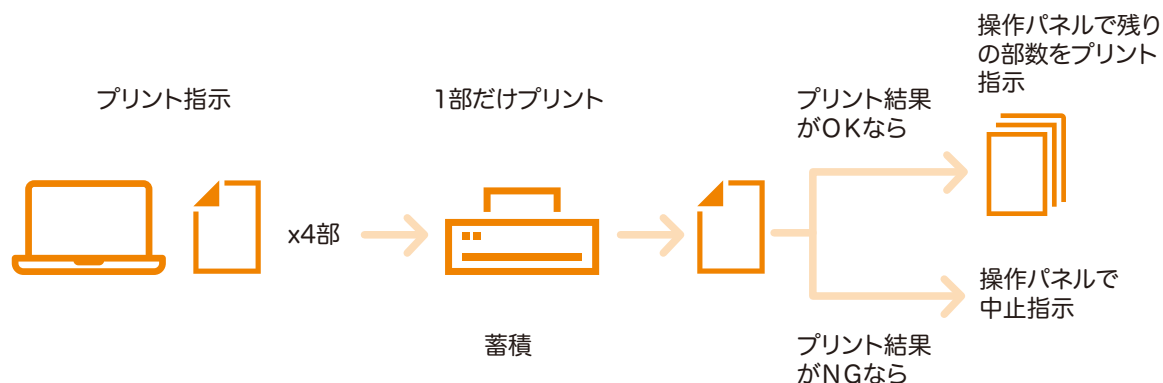 プリント指示
x4部
1部だけプリント
蓄積
プリント結果
がOKなら
操作パネルで残り
の部数をプリント
指示
プリント結果
がNGなら
操作パネルで
中止指示